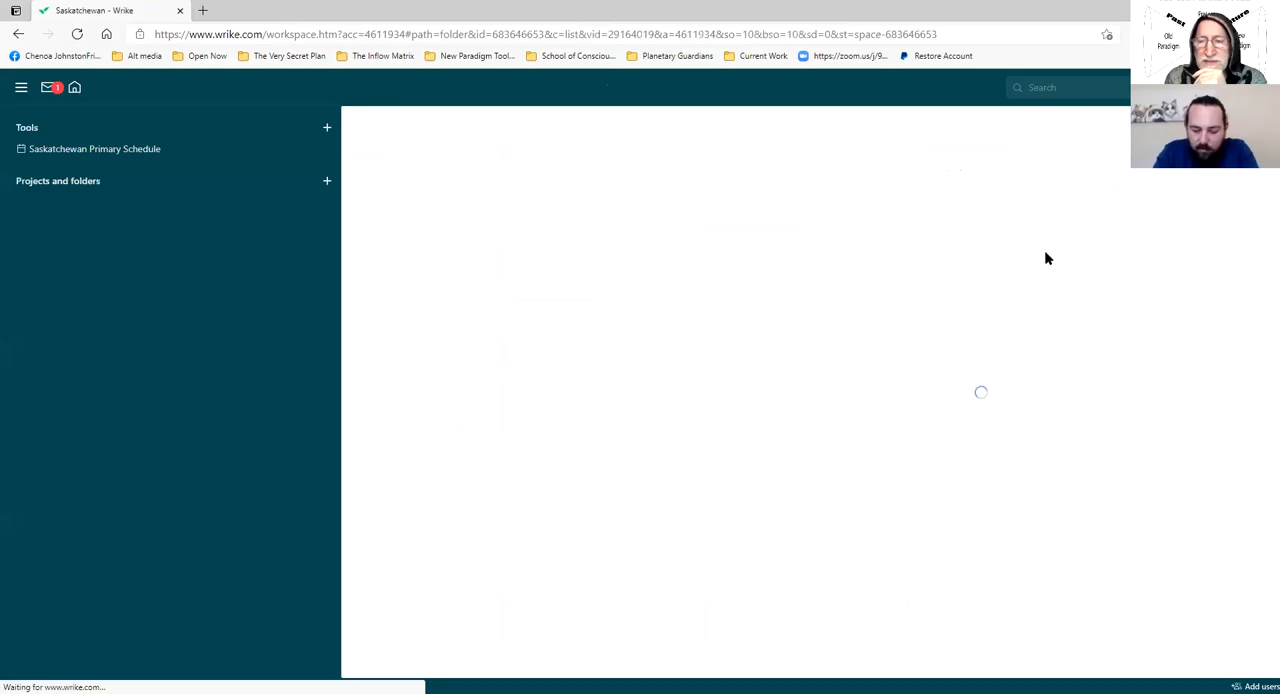 Saskatchewan - Wrike
https://www.wrike.com/workspace.htm?acc=4611934#path=folder&id=683646653&c=list&vid=29164019&a=4611934&so=10&bso=10&sd=0&st=space-683646653
Chenoa JohnstonFri... Alt media Open Now The Very Secret Plan The Inflow Matrix New Paradigm Tool... School of Consciou... Planetary Guardians Current Work https://zoom.us/j/9... Restore Account
Past
Old
Paradigm
1
Search
Tools
Saskatchewan Primary Schedule
Projects and folders
Waiting for www.wrike.com...
Add users